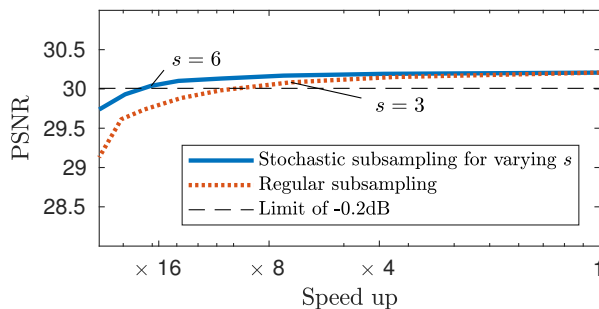 30.5
30
29.5
29
28.5
PSNR
s = 6
s = 3
Stochastic subsampling for varying s
Regular subsampling
Limit of -0.2dB
× 16
× 8
× 4
1
Speed up